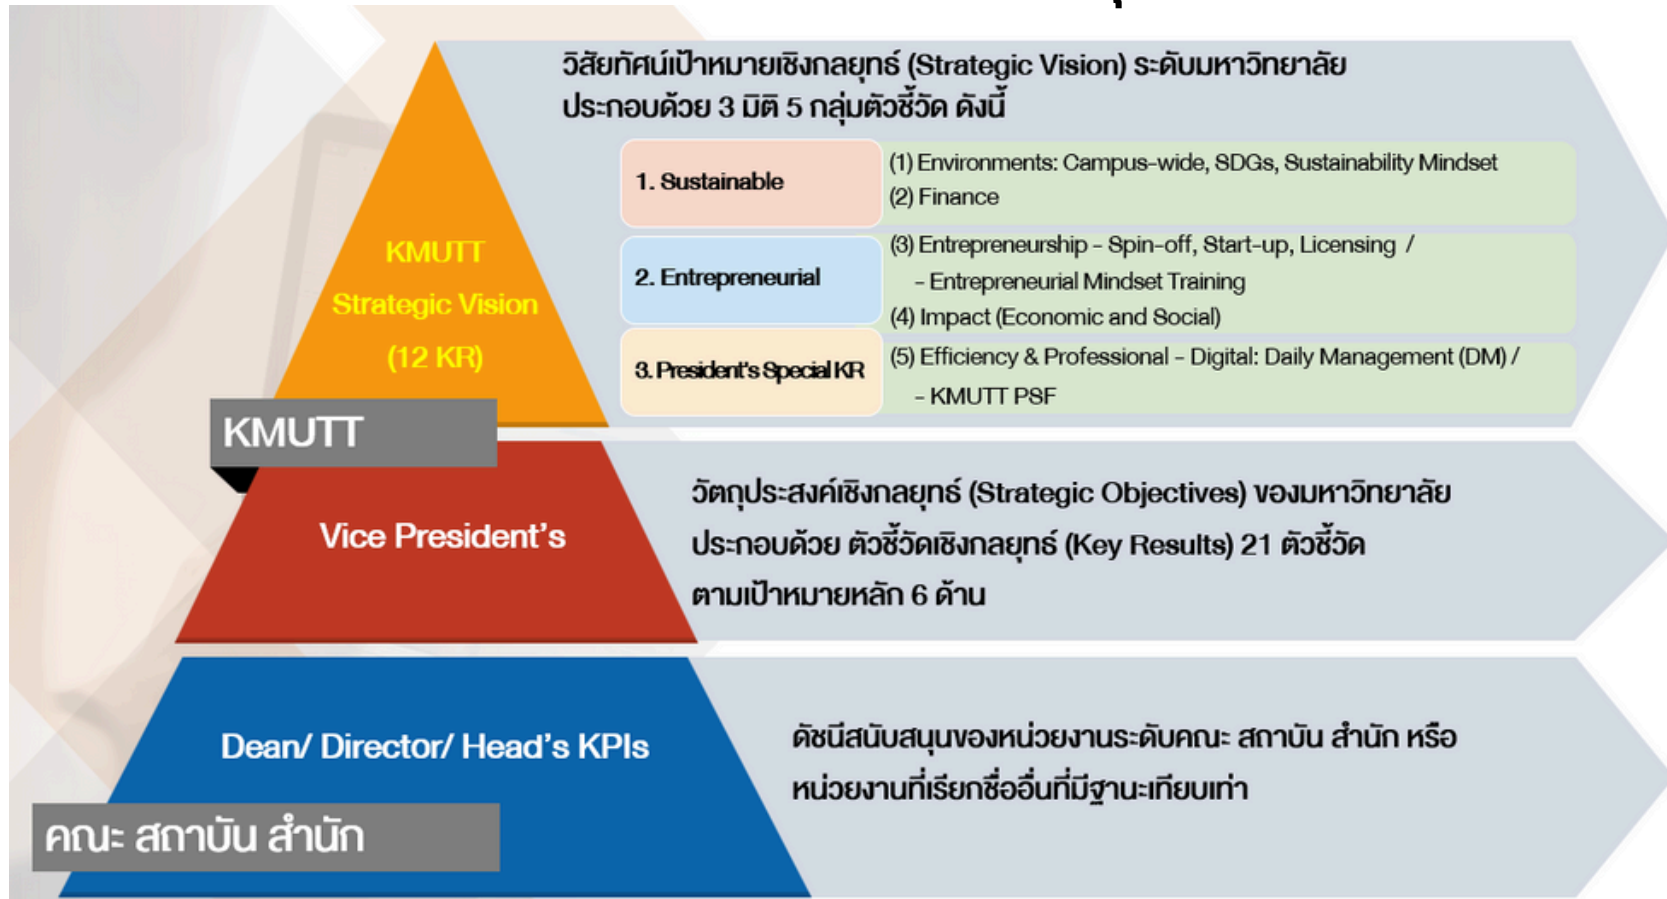 วิสัยทัศน์เป้าหมายเชิงกลยุทธ์ (Strategic Vision) ระดับมหาวิทยาลัย
ประกอบด้วย 3 มิติ 5 กลุ่มตัวชี้วัด ดังนี้
1. Sustainable
(1) Environments: Campus-wide, SDGs, Sustainability Mindset
(2) Finance
2. Entrepreneurial
(3) Entrepreneurship - Spin-off, Start-up, Licensing /
- Entrepreneurial Mindset Training
(4) Impact (Economic and Social)
3. President's Special KR
(5) Efficiency & Professional - Digital: Daily Management (DM) /
- KMUTT PSF
KMUTT
Strategic Vision
(12 KR)
KMUTT
Vice President's
วัตถุประสงค์เชิงกลยุทธ์ (Strategic Objectives) ของมหาวิทยาลัย
ประกอบด้วย ตัวชี้วัดเชิงกลยุทธ์ (Key Results) 21 ตัวชี้วัด
ตามเป้าหมายหลัก 6 ด้าน
Dean/ Director/ Head's KPIs
ดัชนีสนับสนุนของหน่วยงานระดับคณะ สถาบัน สำนัก หรือ
หน่วยงานที่เรียกชื่ออื่นที่มีฐานะเทียบเท่า
คณะ สถาบัน สำนัก